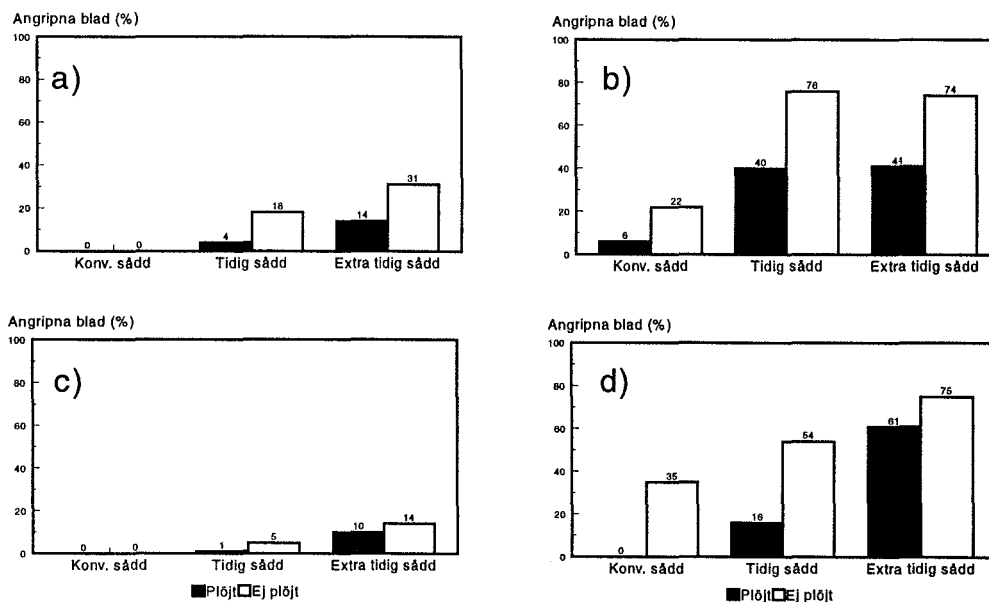 Angripna blad (%)
100
80
60
40
20
0
a)
0
0
4
18
14
31
Konv. sådd
Tidig sådd
Extra tidig sådd
Angripna blad (%)
100
80
60
40
20
0
b)
6
22
40
76
41
74
Konv. sådd
Tidig sådd
Extra tidig sådd
Angripna blad (%)
100
80
60
40
20
0
c)
0
0
1
5
10
14
Konv. sådd
Tidig sådd
Extra tidig sådd
Plöjt Ej plöjt
Angripna blad (%)
100
80
60
40
20
0
d)
0
35
16
54
61
75
Konv. sådd
Tidig sådd
Extra tidig sådd
Plöjt Ej plöjt